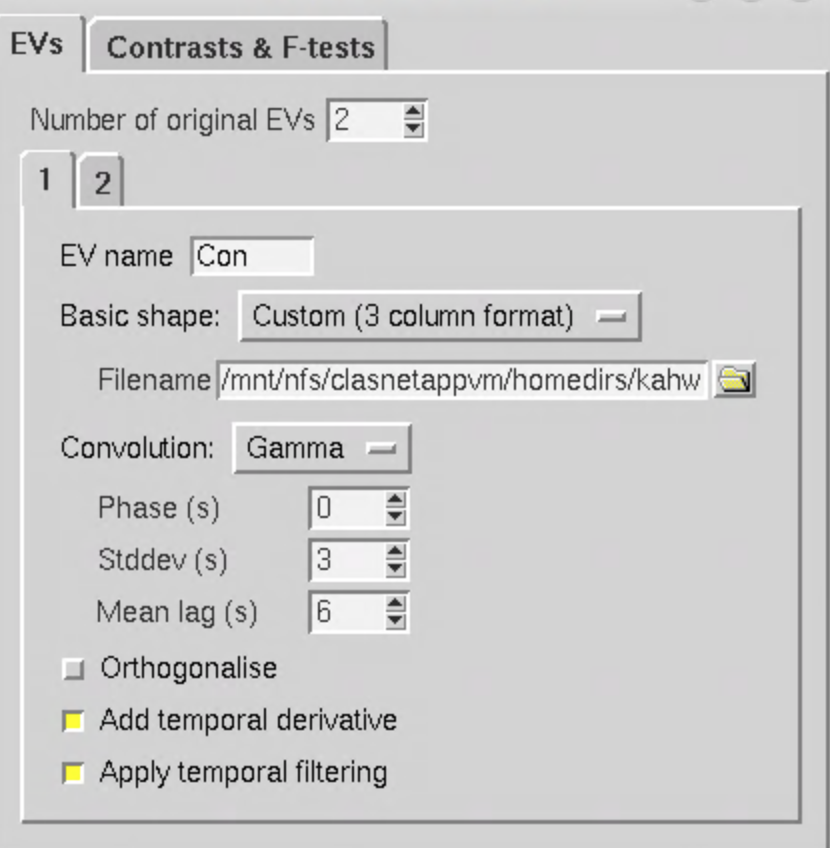 EVs Contrasts & F-tests
Number of original EVs 2
1 2
EV name Con
Basic shape: Custom (3 column format)
Filename /mnt/nfs/clasnetappvm/homedirs/kahw
Convolution: Gamma
Phase (s) 0
Stddev (s) 3
Mean lag (s) 6
Orthogonalise
Add temporal derivative
Apply temporal filtering